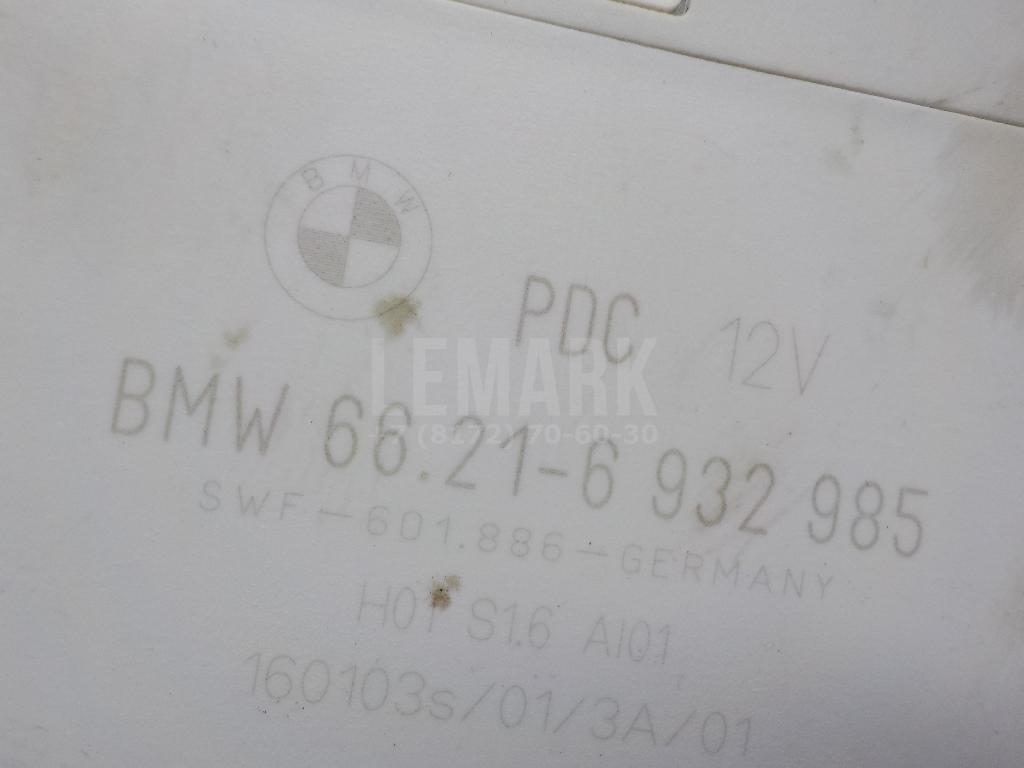 BMW
PDC 12V
LEMARK
BMW 66.21-6 932 985
+7 (8172) 70-60-30
SWF-601.886-GERMANY
H01 S1.6 AI01
160103s/01/3A/01